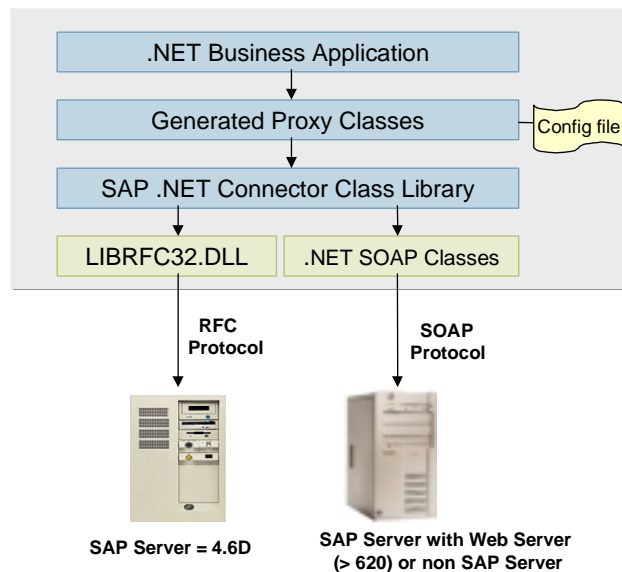 .NET Business Application
Generated Proxy Classes
Config file
SAP .NET Connector Class Library
LIBRFC32.DLL
.NET SOAP Classes
RFC
Protocol
SOAP
Protocol
SAP Server = 4.6D
SAP Server with Web Server
(> 620) or non SAP Server